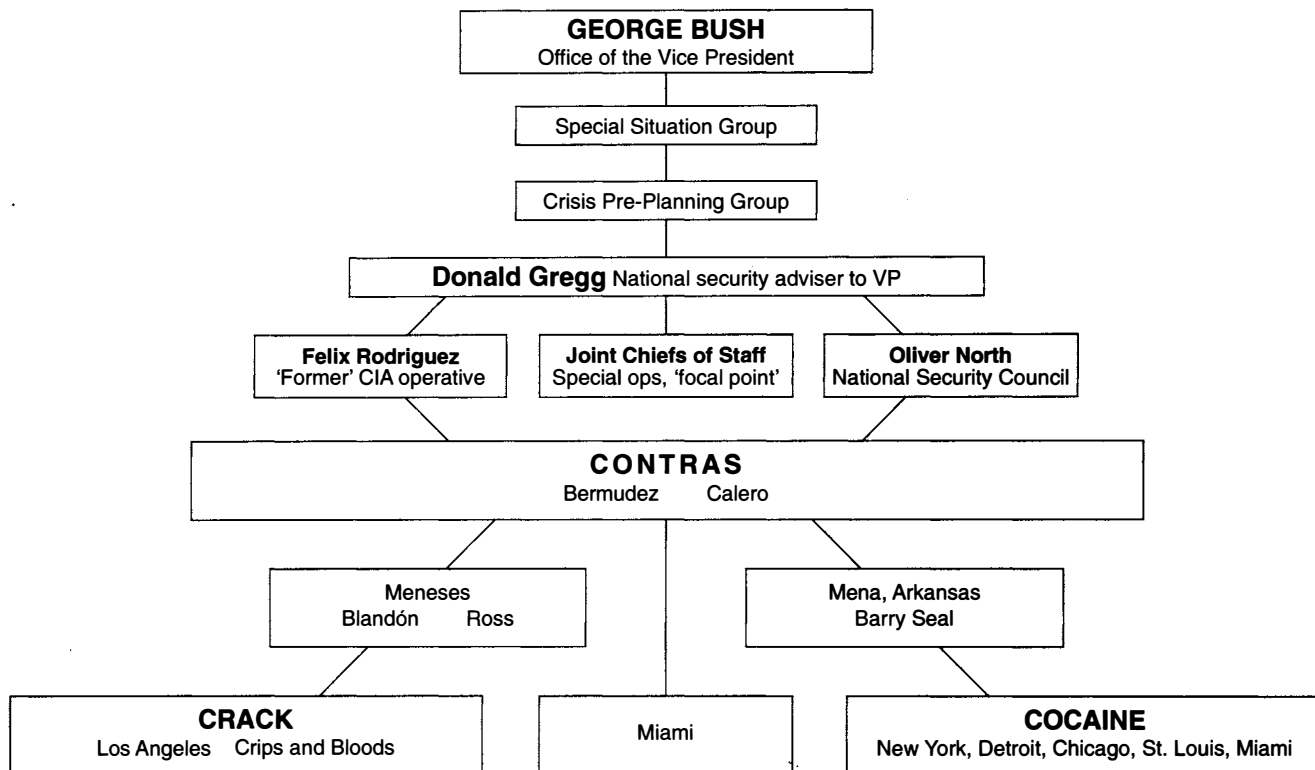 GEORGE BUSH
Office of the Vice President
Special Situation Group
Crisis Pre-Planning Group
Donald Gregg National security adviser to VP
Felix Rodriguez
'Former' CIA operative
Joint Chiefs of Staff
Special ops, 'focal point'
Oliver North
National Security Council
CONTRAS
Bermudez Calero
Meneses
Blandón Ross
Mena, Arkansas
Barry Seal
CRACK
Los Angeles Crips and Bloods
Miami
COCAINE
New York, Detroit, Chicago, St. Louis, Miami